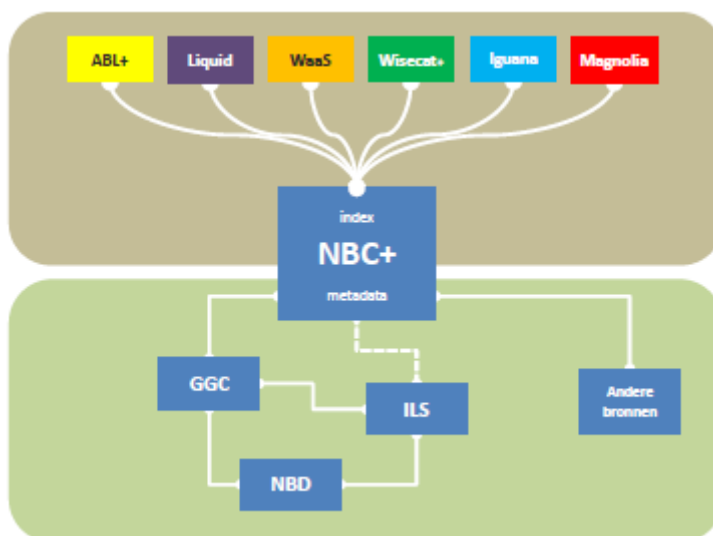 ABL+ Liquid WaaS Wisecat+ Iguana Magnolia
index
NBC+
metadata
GGC
ILS
Andere
bronnen
NBD